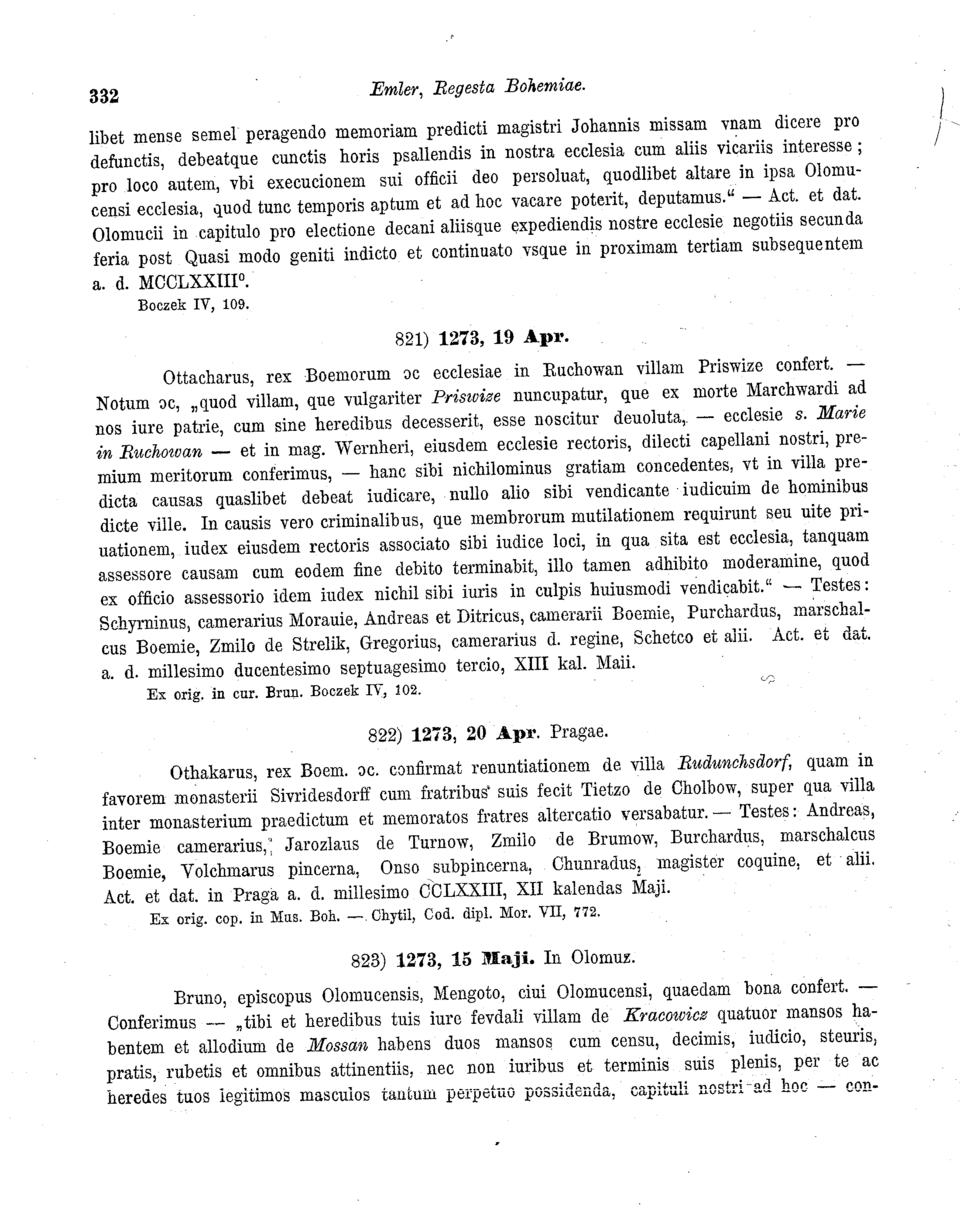 332
Emler, Regesta Bohemiae.
libet mense semel peragendo memoriam predicti magistri Johannis missam vnam dicere pro
defunctis, debeatque cunctis horis psallendis in nostra ecclesia cum aliis vicariis interesse ;
pro loco autem, vbi execucionem sui officii deo persoluat, quodlibet altare in ipsa Olomu-
censi ecclesia, quod tunc temporis aptum et ad hoc vacare poterit, deputamus.“ — Act. et dat.
Olomucii in capitulo pro electione decani aliisque expediendis nostre ecclesie negotiis secunda
feria post Quasi modo geniti indicto et continuato vsque in proximam tertiam subsequentem
a. d. MCCLXXIII⁰.
Boczek IV, 109.
821) 1273, 19 Apr.
Ottacharus, rex Boemorum ɔc ecclesiae in Ruchowan villam Priswize confert. —
Notum ɔc, „quod villam, que vulgariter Priswize nuncupatur, que ex morte Marchwardi ad
nos iure patrie, cum sine heredibus decesserit, esse noscitur deuoluta, — ecclesie s. Marie
in Ruchowan — et in mag. Wernheri, eiusdem ecclesie rectoris, dilecti capellani nostri, pre-
mium meritorum conferimus, — hanc sibi nichilominus gratiam concedentes, vt in villa pre-
dicta causas quaslibet debeat iudicare, nullo alio sibi vendicante iudicuim de hominibus
dicte ville. In causis vero criminalibus, que membrorum mutilationem requirunt seu uite pri-
uationem, iudex eiusdem rectoris associato sibi iudice loci, in qua sita est ecclesia, tanquam
assessore causam cum eodem fine debito terminabit, illo tamen adhibito moderamine, quod
ex officio assessorio idem iudex nichil sibi iuris in culpis huiusmodi vendicabit.“ — Testes:
Schyrninus, camerarius Morauie, Andreas et Ditricus, camerarii Boemie, Purchardus, marschal-
cus Boemie, Zmilo de Strelik, Gregorius, camerarius d. regine, Schetco et alii. Act. et dat.
a. d. millesimo ducentesimo septuagesimo tercio, XIII kal. Maii.
Ex orig. in cur. Brun. Boczek IV, 102.
822) 1273, 20 Apr. Pragae.
Othakarus, rex Boem. ɔc. confirmat renuntiationem de villa Rudunchsdorf, quam in
favorem monasterii Sivridesdorff cum fratribus suis fecit Tietzo de Cholbow, super qua villa
inter monasterium praedictum et memoratos fratres altercatio versabatur. — Testes: Andreas,
Boemie camerarius, Jarozlaus de Turnow, Zmilo de Brumow, Burchardus, marschalcus
Boemie, Volchmarus pincerna, Onso subpincerna, Chunradus, magister coquine, et alii.
Act. et dat. in Praga a. d. millesimo CCLXXIII, XII kalendas Maji.
Ex orig. cop. in Mus. Boh. — Chytil, Cod. dipl. Mor. VII, 772.
823) 1273, 15 Maji. In Olomuz.
Bruno, episcopus Olomucensis, Mengoto, ciui Olomucensi, quaedam bona confert. —
Conferimus — „tibi et heredibus tuis iure fevdali villam de Kracowicz quatuor mansos ha-
bentem et allodium de Mossan habens duos mansos cum censu, decimis, iudicio, steuris,
pratis, rubetis et omnibus attinentiis, nec non iuribus et terminis suis plenis, per te ac
heredes tuos legitimos masculos tantum perpetuo possidenda, capituli nostri ad hoc — con-